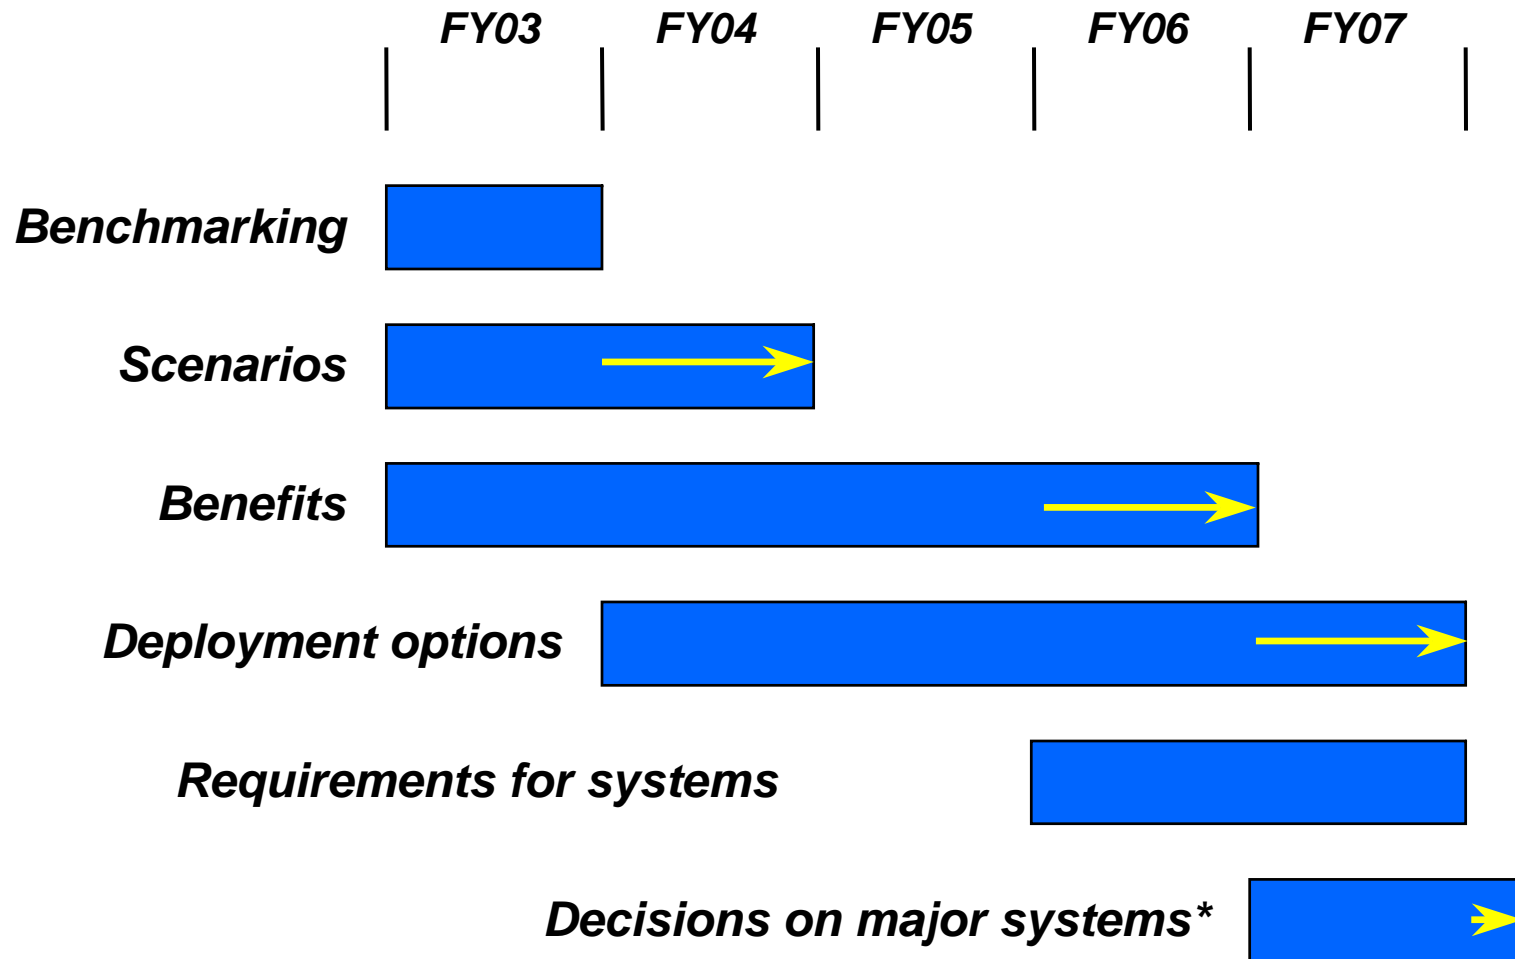 FY03 FY04 FY05 FY06 FY07
Benchmarking
Scenarios
Benefits
Deployment options
Requirements for systems
Decisions on major systems*